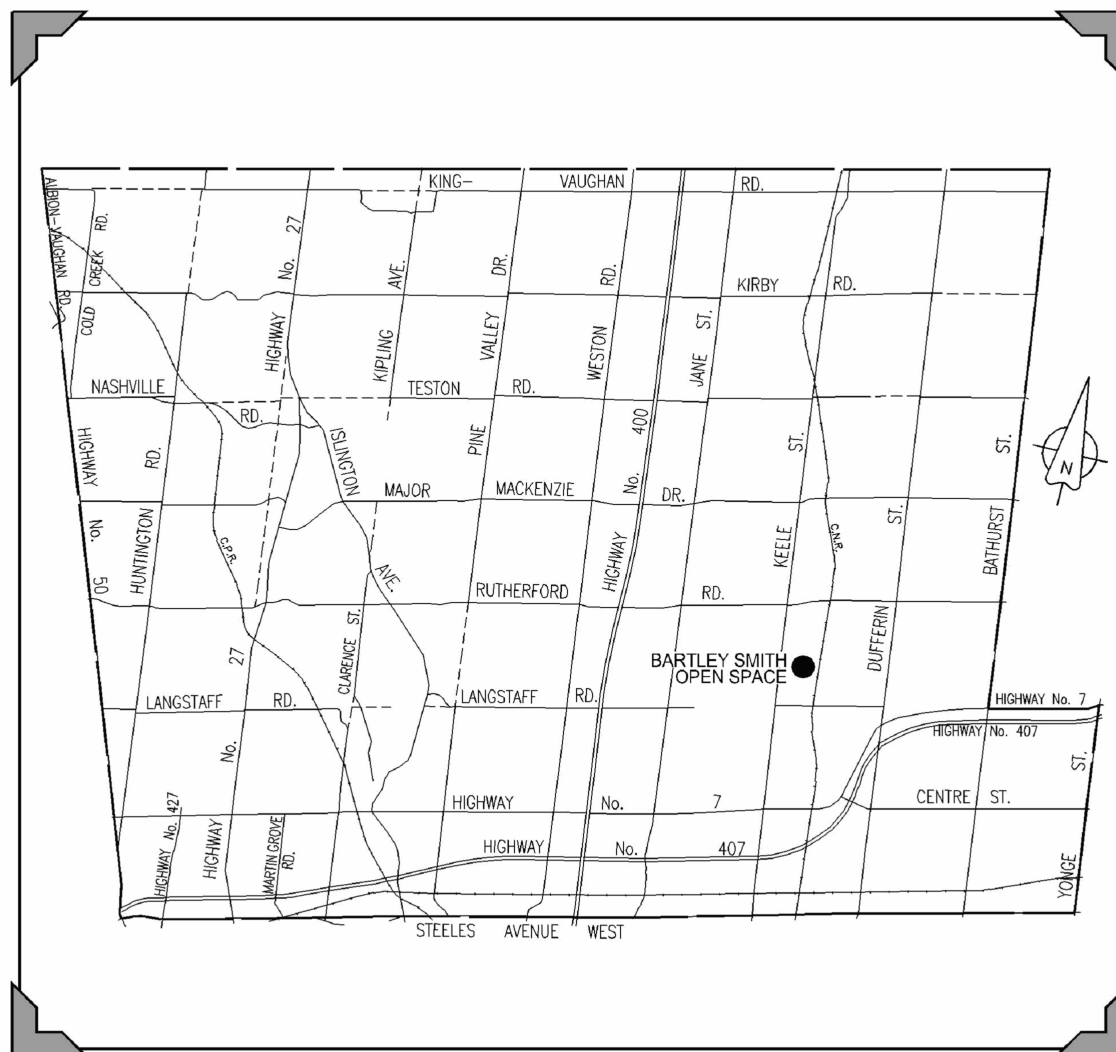 KING– VAUGHAN RD.
ALBION–VAUGHAN RD.
COLD CREEK RD.
HIGHWAY No. 27
KIPLING AVE.
PINE VALLEY DR.
WESTON RD.
JANE ST.
KIRBY RD.
NASHVILLE RD.
TESTON RD.
HIGHWAY No. 50
HUNTINGTON RD.
ISLINGTON AVE.
HIGHWAY No. 400
MAJOR MACKENZIE DR.
C.P.R.
C.N.R.
KEELE ST.
DUFFERIN ST.
BATHURST ST.
N
RUTHERFORD RD.
CLARENCE ST.
BARTLEY SMITH
OPEN SPACE
LANGSTAFF RD.
LANGSTAFF RD.
HIGHWAY No. 7
HIGHWAY No. 407
HIGHWAY No. 27
HIGHWAY No. 7
CENTRE ST.
HIGHWAY No. 427
MARTIN GROVE RD.
HIGHWAY No. 407
YONGE ST.
STEELES AVENUE WEST